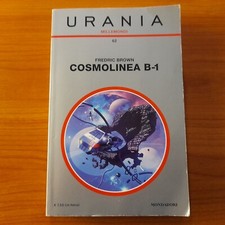 URANIA
MILLEMONDI
FREDRIC BROWN
COSMOLINEA B-1
MONDADORI